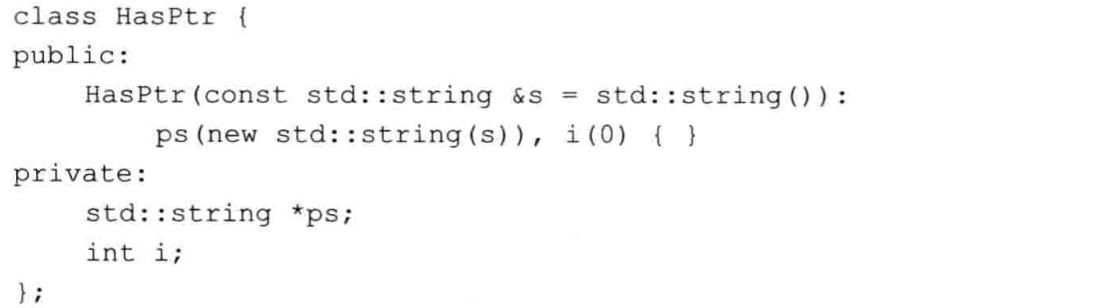 class HasPtr {
public:
    HasPtr(const std::string &s = std::string()):
        ps(new std::string(s)), i(0) { }
private:
    std::string *ps;
    int i;
};